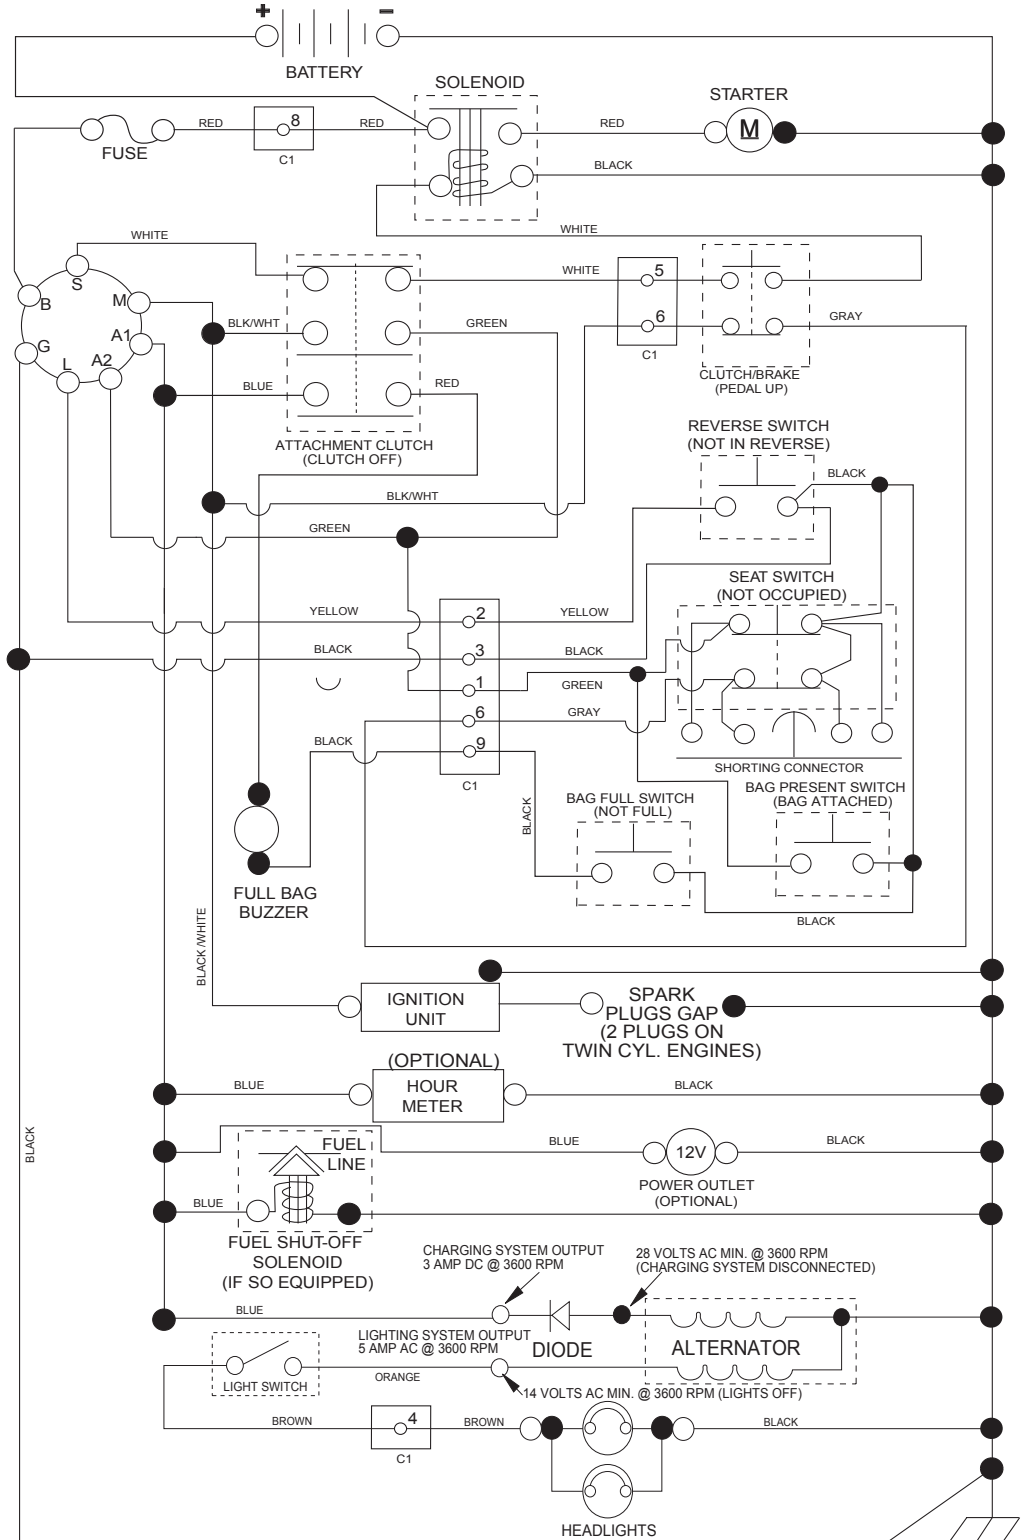 + −
BATTERY
SOLENOID
STARTER
M
RED
8
RED
RED
FUSE
C1
BLACK
WHITE
WHITE
S
B
M
G
A1
L
A2
BLK/WHT
GREEN
WHITE
5
6
C1
GRAY
CLUTCH/BRAKE
(PEDAL UP)
BLUE
RED
ATTACHMENT CLUTCH
(CLUTCH OFF)
REVERSE SWITCH
(NOT IN REVERSE)
BLACK
BLK/WHT
GREEN
SEAT SWITCH
(NOT OCCUPIED)
YELLOW
2
YELLOW
BLACK
3
BLACK
1
GREEN
6
GRAY
BLACK
9
C1
SHORTING CONNECTOR
BAG PRESENT SWITCH
(BAG ATTACHED)
BAG FULL SWITCH
(NOT FULL)
BLACK
FULL BAG
BUZZER
BLACK
BLACK /WHITE
IGNITION
UNIT
SPARK
PLUGS GAP
(2 PLUGS ON
TWIN CYL. ENGINES)
(OPTIONAL)
BLUE
HOUR
METER
BLACK
BLACK
FUEL
LINE
BLUE
12V
BLACK
POWER OUTLET
(OPTIONAL)
BLUE
FUEL SHUT-OFF
SOLENOID
(IF SO EQUIPPED)
CHARGING SYSTEM OUTPUT
3 AMP DC @ 3600 RPM
28 VOLTS AC MIN. @ 3600 RPM
(CHARGING SYSTEM DISCONNECTED)
BLUE
LIGHTING SYSTEM OUTPUT
5 AMP AC @ 3600 RPM
DIODE
ALTERNATOR
LIGHT SWITCH
ORANGE
14 VOLTS AC MIN. @ 3600 RPM (LIGHTS OFF)
BROWN
4
BROWN
BLACK
C1
HEADLIGHTS